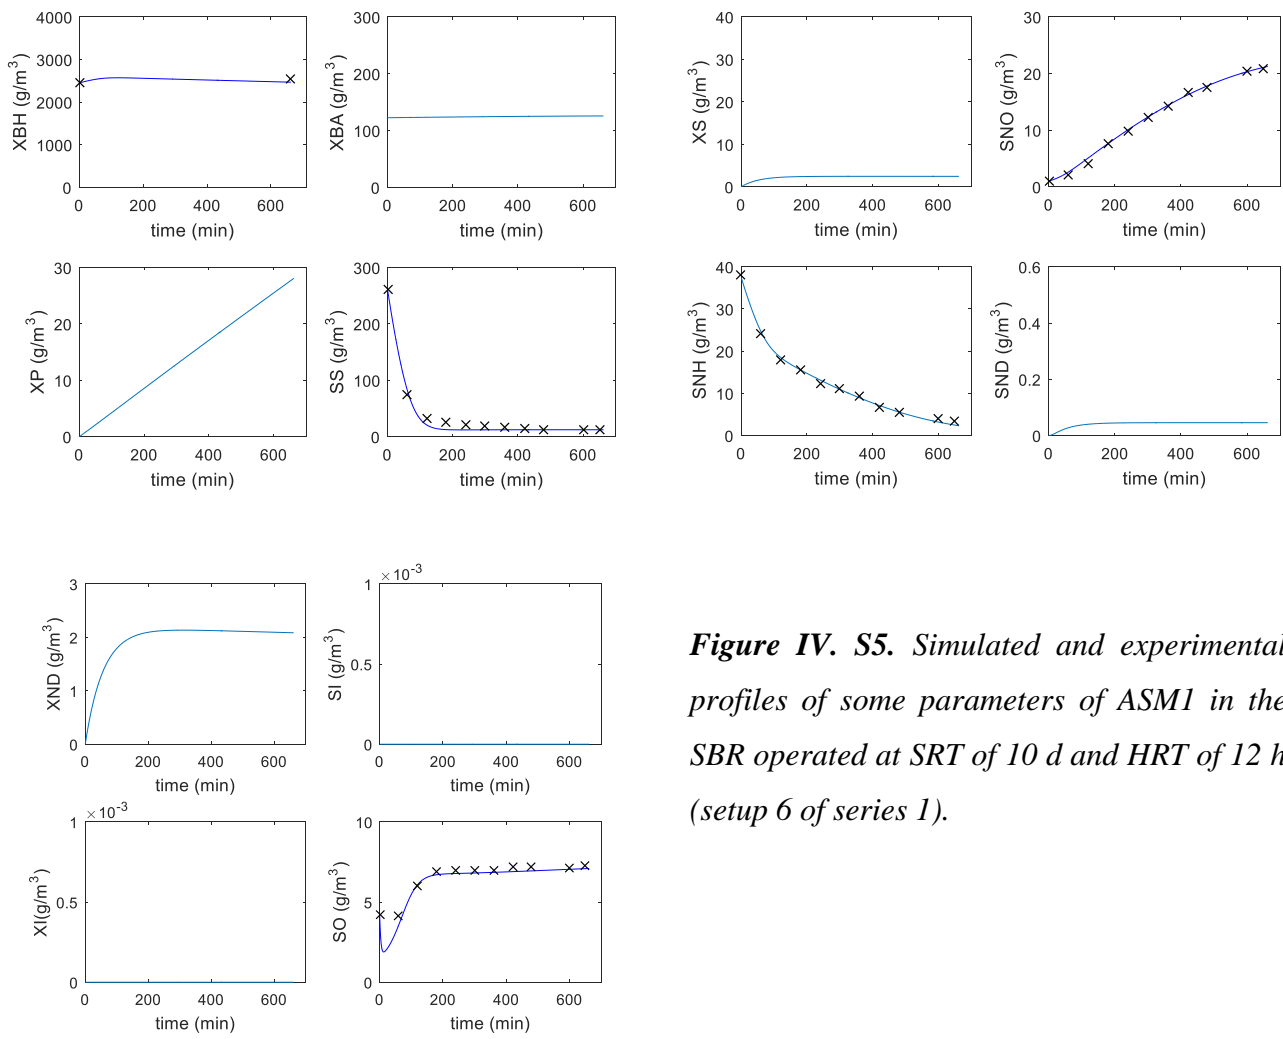 4000
3000
2000
1000
0
XBH (g/m3)
0 200 400 600
time (min)
300
200
100
0
XBA (g/m3)
0 200 400 600
time (min)
40
30
20
10
0
XS (g/m3)
0 200 400 600
time (min)
30
20
10
0
SNO (g/m3)
0 200 400 600
time (min)
30
20
10
0
XP (g/m3)
0 200 400 600
time (min)
300
200
100
0
SS (g/m3)
0 200 400 600
time (min)
40
30
20
10
0
SNH (g/m3)
0 200 400 600
time (min)
0.6
0.4
0.2
0
SND (g/m3)
0 200 400 600
time (min)
3
2
1
0
XND (g/m3)
0 200 400 600
time (min)
×10-3
1
0.5
0
SI (g/m3)
0 200 400 600
time (min)
×10-3
1
0.5
0
XI(g/m3)
0 200 400 600
time (min)
10
5
0
SO (g/m3)
0 200 400 600
time (min)
Figure IV. S5. Simulated and experimental
profiles of some parameters of ASM1 in the
SBR operated at SRT of 10 d and HRT of 12 h
(setup 6 of series 1).